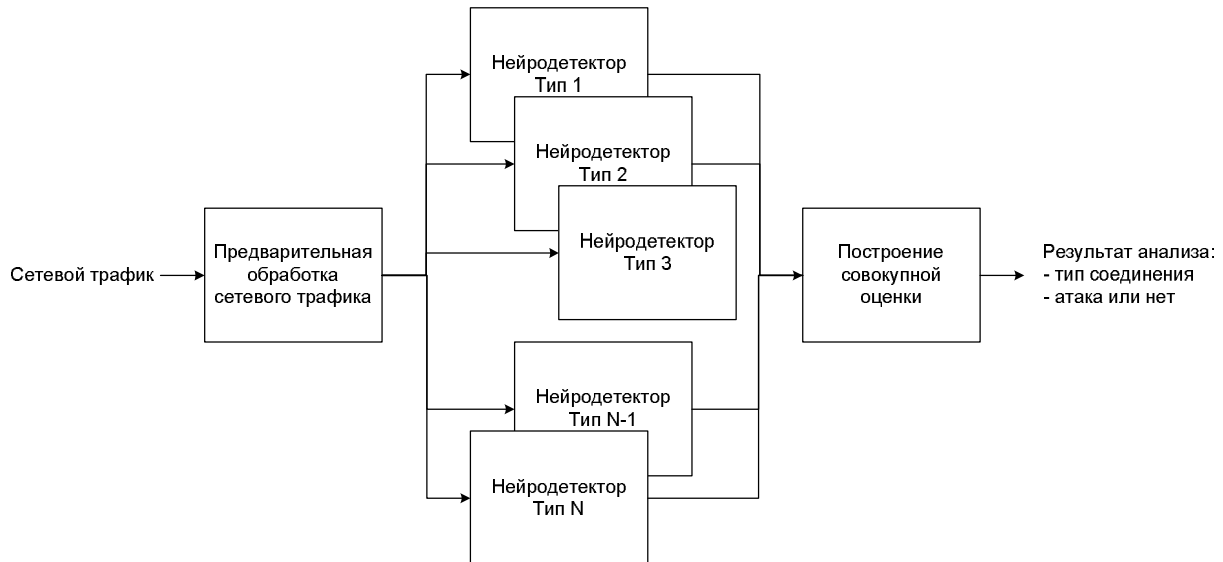 Нейродетектор
Тип 1
Нейродетектор
Тип 2
Нейродетектор
Тип 3
Сетевой трафик
Предварительная
обработка
сетевого трафика
Построение
совокупной
оценки
Результат анализа:
- тип соединения
- атака или нет
Нейродетектор
Тип N-1
Нейродетектор
Тип N